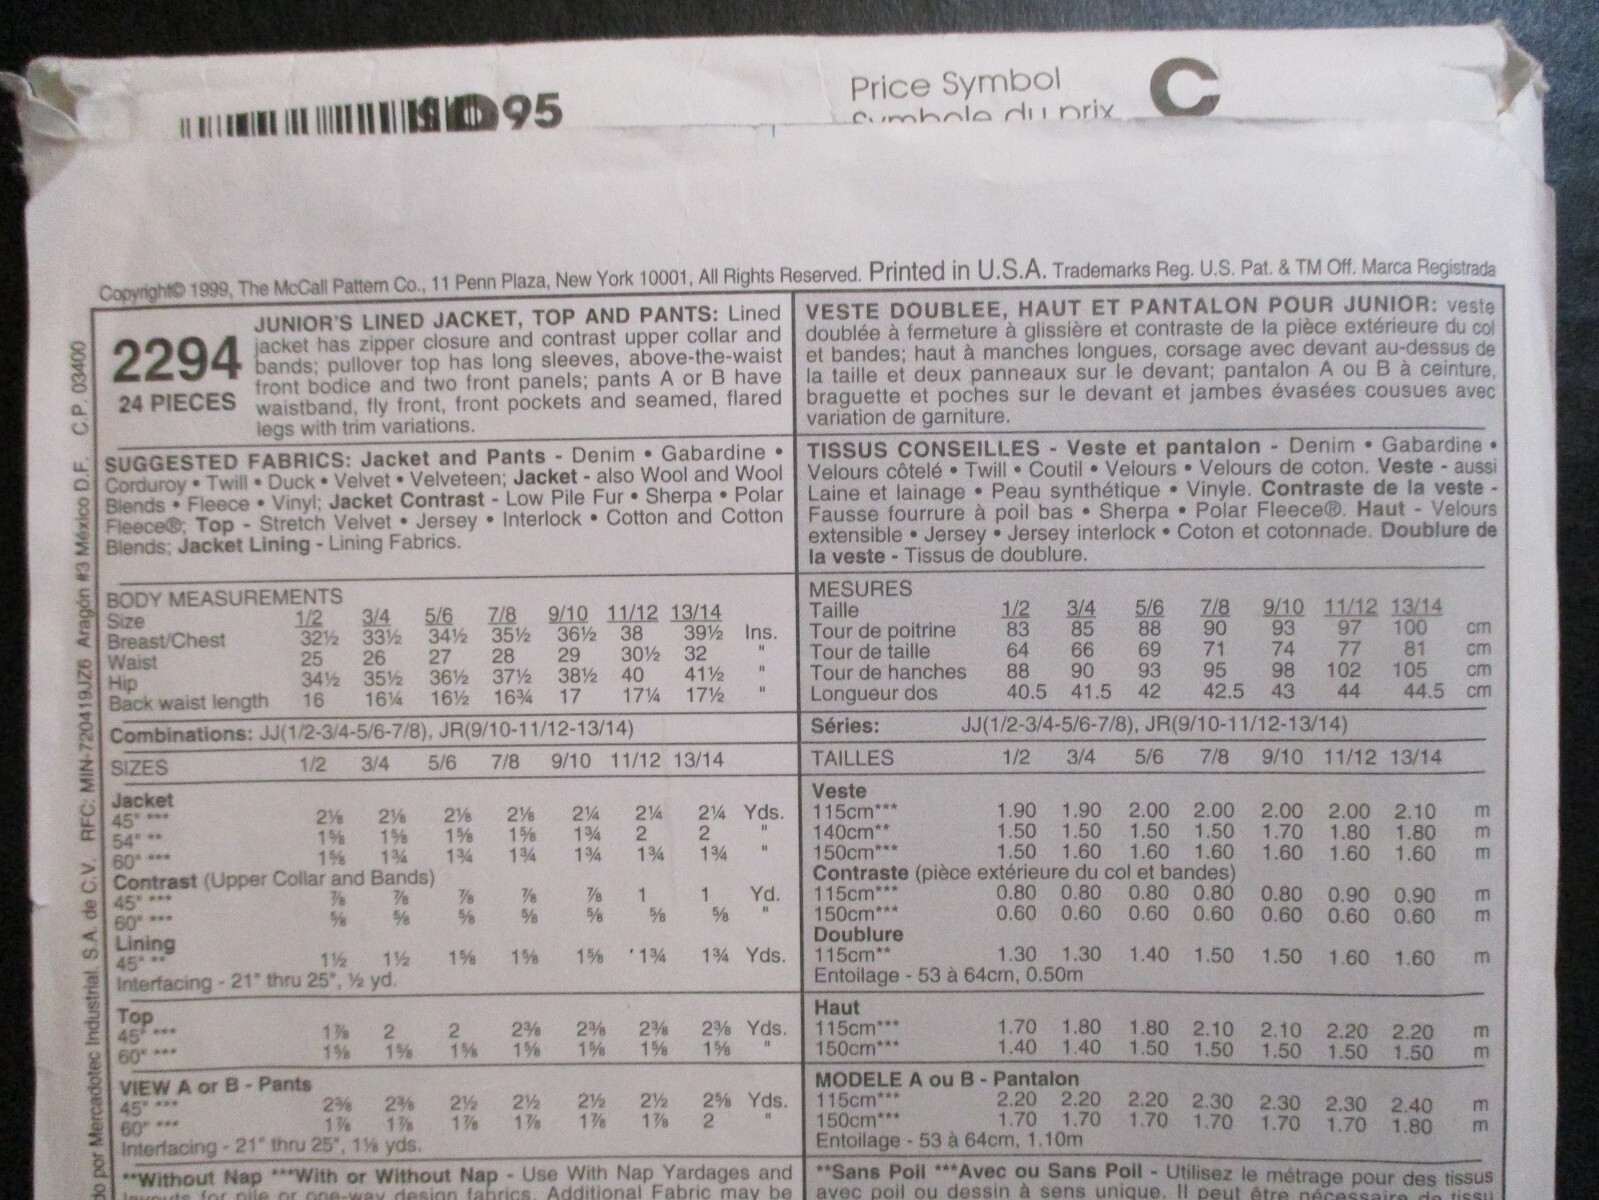 95
Price Symbol
Symbole du prix
C
Copyright© 1999, The McCall Pattern Co., 11 Penn Plaza, New York 10001, All Rights Reserved. Printed in U.S.A. Trademarks Reg. U.S. Pat. & TM Off. Marca Registrada
2294
24 PIECES
JUNIOR'S LINED JACKET, TOP AND PANTS: Lined
jacket has zipper closure and contrast upper collar and
bands; pullover top has long sleeves, above-the-waist
front bodice and two front panels; pants A or B have
waistband, fly front, front pockets and seamed, flared
legs with trim variations.
SUGGESTED FABRICS: Jacket and Pants - Denim • Gabardine •
Corduroy • Twill • Duck • Velvet • Velveteen; Jacket - also Wool and Wool
Blends • Fleece • Vinyl; Jacket Contrast - Low Pile Fur • Sherpa • Polar
Fleece®; Top - Stretch Velvet • Jersey • Interlock • Cotton and Cotton
Blends; Jacket Lining - Lining Fabrics.
BODY MEASUREMENTS
Size 1/2 3/4 5/6 7/8 9/10 11/12 13/14
Breast/Chest 32½ 33½ 34½ 35½ 36½ 38 39½ Ins.
Waist 25 26 27 28 29 30½ 32 "
Hip 34½ 35½ 36½ 37½ 38½ 40 41½ "
Back waist length 16 16¼ 16½ 16¾ 17 17¼ 17½ "
Combinations: JJ(1/2-3/4-5/6-7/8), JR(9/10-11/12-13/14)
SIZES 1/2 3/4 5/6 7/8 9/10 11/12 13/14
Jacket
45" *** 2⅛ 2⅛ 2⅛ 2⅛ 2¼ 2¼ 2¼ Yds.
54" ** 1⅝ 1⅝ 1⅝ 1⅝ 1¾ 2 2 "
60" *** 1⅝ 1¾ 1¾ 1¾ 1¾ 1¾ 1¾ "
Contrast (Upper Collar and Bands)
45" *** ⅞ ⅞ ⅞ ⅞ ⅞ 1 1 Yd.
60" *** ⅝ ⅝ ⅝ ⅝ ⅝ ⅝ ⅝ "
Lining
45" ** 1½ 1½ 1⅝ 1⅝ 1⅝ 1¾ 1¾ Yds.
Interfacing - 21" thru 25", ½ yd.
Top
45" *** 1⅞ 2 2 2⅜ 2⅜ 2⅜ 2⅜ Yds.
60" *** 1⅝ 1⅝ 1⅝ 1⅝ 1⅝ 1⅝ 1⅝ "
VIEW A or B - Pants
45" *** 2⅜ 2⅜ 2½ 2½ 2½ 2½ 2⅝ Yds.
60" *** 1⅞ 1⅞ 1⅞ 1⅞ 1⅞ 1⅞ 2 "
Interfacing - 21" thru 25", 1⅛ yds.
**Without Nap ***With or Without Nap - Use With Nap Yardages and
layouts for pile or one-way design fabrics. Additional Fabric may be
VESTE DOUBLEE, HAUT ET PANTALON POUR JUNIOR: veste
doublée à fermeture à glissière et contraste de la pièce extérieure du col
et bandes; haut à manches longues, corsage avec devant au-dessus de
la taille et deux panneaux sur le devant; pantalon A ou B à ceinture,
braguette et poches sur le devant et jambes évasées cousues avec
variation de garniture.
TISSUS CONSEILLES - Veste et pantalon - Denim • Gabardine •
Velours côtelé • Twill • Coutil • Velours • Velours de coton. Veste - aussi
Laine et lainage • Peau synthétique • Vinyle. Contraste de la veste -
Fausse fourrure à poil bas • Sherpa • Polar Fleece®. Haut - Velours
extensible • Jersey • Jersey interlock • Coton et cotonnade. Doublure de
la veste - Tissus de doublure.
MESURES
Taille 1/2 3/4 5/6 7/8 9/10 11/12 13/14
Tour de poitrine 83 85 88 90 93 97 100 cm
Tour de taille 64 66 69 71 74 77 81 cm
Tour de hanches 88 90 93 95 98 102 105 cm
Longueur dos 40.5 41.5 42 42.5 43 44 44.5 cm
Séries: JJ(1/2-3/4-5/6-7/8), JR(9/10-11/12-13/14)
TAILLES 1/2 3/4 5/6 7/8 9/10 11/12 13/14
Veste
115cm*** 1.90 1.90 2.00 2.00 2.00 2.00 2.10 m
140cm** 1.50 1.50 1.50 1.50 1.70 1.80 1.80 m
150cm*** 1.50 1.60 1.60 1.60 1.60 1.60 1.60 m
Contraste (pièce extérieure du col et bandes)
115cm*** 0.80 0.80 0.80 0.80 0.80 0.90 0.90 m
150cm*** 0.60 0.60 0.60 0.60 0.60 0.60 0.60 m
Doublure
115cm** 1.30 1.30 1.40 1.50 1.50 1.60 1.60 m
Entoilage - 53 à 64cm, 0.50m
Haut
115cm*** 1.70 1.80 1.80 2.10 2.10 2.20 2.20 m
150cm*** 1.40 1.40 1.50 1.50 1.50 1.50 1.50 m
MODELE A ou B - Pantalon
115cm*** 2.20 2.20 2.20 2.30 2.30 2.30 2.40 m
150cm*** 1.70 1.70 1.70 1.70 1.70 1.70 1.80 m
Entoilage - 53 à 64cm, 1.10m
**Sans Poil ***Avec ou Sans Poil - Utilisez le métrage pour des tissus
avec poil ou dessin à sens unique. Il peut être nécessaire de tissu
do por Mercadotec Industrial. S.A. de C.V. RFC: MIN-720419JZ6 Aragón #3 México D.F. C.P. 03400